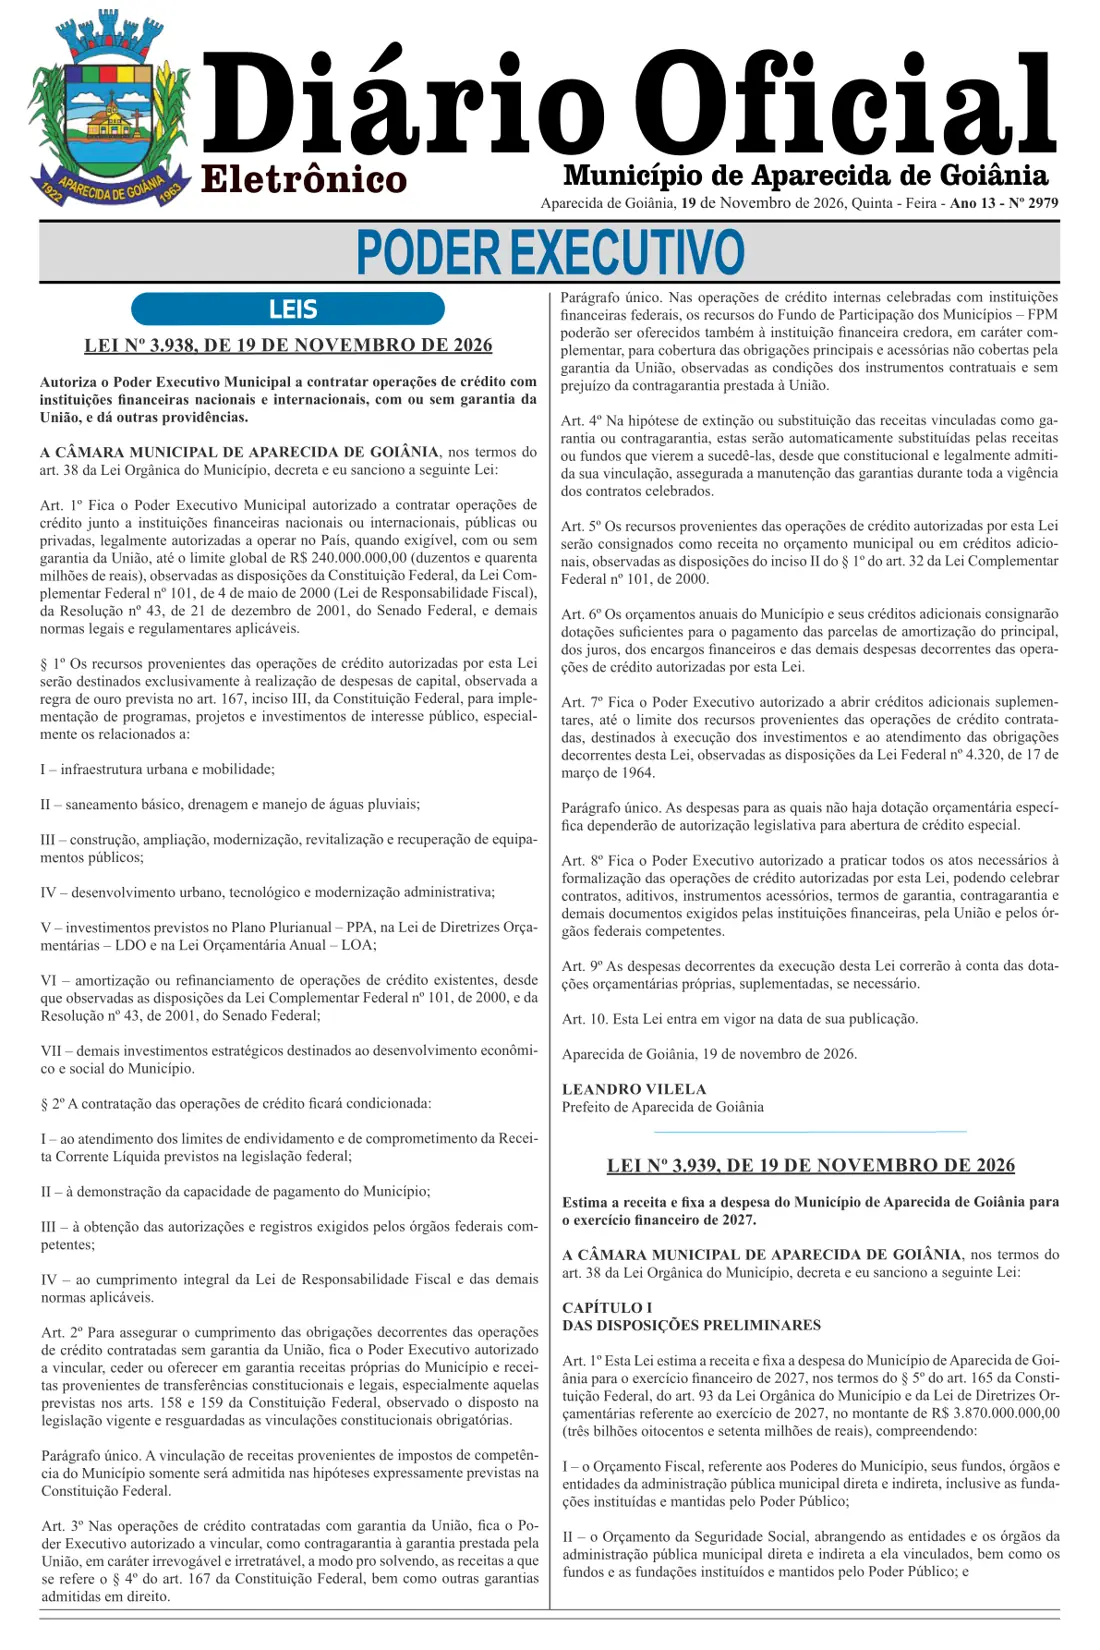 1922
APARECIDA DE GOIÂNIA
1963
Diário Oficial
Eletrônico
Município de Aparecida de Goiânia
Aparecida de Goiânia, 19 de Novembro de 2026, Quinta - Feira - Ano 13 - Nº 2979
PODER EXECUTIVO
LEIS
LEI Nº 3.938, DE 19 DE NOVEMBRO DE 2026
Autoriza o Poder Executivo Municipal a contratar operações de crédito com
instituições financeiras nacionais e internacionais, com ou sem garantia da
União, e dá outras providências.
A CÂMARA MUNICIPAL DE APARECIDA DE GOIÂNIA, nos termos do
art. 38 da Lei Orgânica do Município, decreta e eu sanciono a seguinte Lei:
Art. 1º Fica o Poder Executivo Municipal autorizado a contratar operações de
crédito junto a instituições financeiras nacionais ou internacionais, públicas ou
privadas, legalmente autorizadas a operar no País, quando exigível, com ou sem
garantia da União, até o limite global de R$ 240.000.000,00 (duzentos e quarenta
milhões de reais), observadas as disposições da Constituição Federal, da Lei Com-
plementar Federal nº 101, de 4 de maio de 2000 (Lei de Responsabilidade Fiscal),
da Resolução nº 43, de 21 de dezembro de 2001, do Senado Federal, e demais
normas legais e regulamentares aplicáveis.
§ 1º Os recursos provenientes das operações de crédito autorizadas por esta Lei
serão destinados exclusivamente à realização de despesas de capital, observada a
regra de ouro prevista no art. 167, inciso III, da Constituição Federal, para imple-
mentação de programas, projetos e investimentos de interesse público, especial-
mente os relacionados a:
I – infraestrutura urbana e mobilidade;
II – saneamento básico, drenagem e manejo de águas pluviais;
III – construção, ampliação, modernização, revitalização e recuperação de equipa-
mentos públicos;
IV – desenvolvimento urbano, tecnológico e modernização administrativa;
V – investimentos previstos no Plano Plurianual – PPA, na Lei de Diretrizes Orça-
mentárias – LDO e na Lei Orçamentária Anual – LOA;
VI – amortização ou refinanciamento de operações de crédito existentes, desde
que observadas as disposições da Lei Complementar Federal nº 101, de 2000, e da
Resolução nº 43, de 2001, do Senado Federal;
VII – demais investimentos estratégicos destinados ao desenvolvimento econômi-
co e social do Município.
§ 2º A contratação das operações de crédito ficará condicionada:
I – ao atendimento dos limites de endividamento e de comprometimento da Recei-
ta Corrente Líquida previstos na legislação federal;
II – à demonstração da capacidade de pagamento do Município;
III – à obtenção das autorizações e registros exigidos pelos órgãos federais com-
petentes;
IV – ao cumprimento integral da Lei de Responsabilidade Fiscal e das demais
normas aplicáveis.
Art. 2º Para assegurar o cumprimento das obrigações decorrentes das operações
de crédito contratadas sem garantia da União, fica o Poder Executivo autorizado
a vincular, ceder ou oferecer em garantia receitas próprias do Município e recei-
tas provenientes de transferências constitucionais e legais, especialmente aquelas
previstas nos arts. 158 e 159 da Constituição Federal, observado o disposto na
legislação vigente e resguardadas as vinculações constitucionais obrigatórias.
Parágrafo único. A vinculação de receitas provenientes de impostos de competên-
cia do Município somente será admitida nas hipóteses expressamente previstas na
Constituição Federal.
Art. 3º Nas operações de crédito contratadas com garantia da União, fica o Po-
der Executivo autorizado a vincular, como contragarantia à garantia prestada pela
União, em caráter irrevogável e irretratável, a modo pro solvendo, as receitas a que
se refere o § 4º do art. 167 da Constituição Federal, bem como outras garantias
admitidas em direito.
Parágrafo único. Nas operações de crédito internas celebradas com instituições
financeiras federais, os recursos do Fundo de Participação dos Municípios – FPM
poderão ser oferecidos também à instituição financeira credora, em caráter com-
plementar, para cobertura das obrigações principais e acessórias não cobertas pela
garantia da União, observadas as condições dos instrumentos contratuais e sem
prejuízo da contragarantia prestada à União.
Art. 4º Na hipótese de extinção ou substituição das receitas vinculadas como ga-
rantia ou contragarantia, estas serão automaticamente substituídas pelas receitas
ou fundos que vierem a sucedê-las, desde que constitucional e legalmente admiti-
da sua vinculação, assegurada a manutenção das garantias durante toda a vigência
dos contratos celebrados.
Art. 5º Os recursos provenientes das operações de crédito autorizadas por esta Lei
serão consignados como receita no orçamento municipal ou em créditos adicio-
nais, observadas as disposições do inciso II do § 1º do art. 32 da Lei Complementar
Federal nº 101, de 2000.
Art. 6º Os orçamentos anuais do Município e seus créditos adicionais consignarão
dotações suficientes para o pagamento das parcelas de amortização do principal,
dos juros, dos encargos financeiros e das demais despesas decorrentes das opera-
ções de crédito autorizadas por esta Lei.
Art. 7º Fica o Poder Executivo autorizado a abrir créditos adicionais suplemen-
tares, até o limite dos recursos provenientes das operações de crédito contrata-
das, destinados à execução dos investimentos e ao atendimento das obrigações
decorrentes desta Lei, observadas as disposições da Lei Federal nº 4.320, de 17 de
março de 1964.
Parágrafo único. As despesas para as quais não haja dotação orçamentária especí-
fica dependerão de autorização legislativa para abertura de crédito especial.
Art. 8º Fica o Poder Executivo autorizado a praticar todos os atos necessários à
formalização das operações de crédito autorizadas por esta Lei, podendo celebrar
contratos, aditivos, instrumentos acessórios, termos de garantia, contragarantia e
demais documentos exigidos pelas instituições financeiras, pela União e pelos ór-
gãos federais competentes.
Art. 9º As despesas decorrentes da execução desta Lei correrão à conta das dota-
ções orçamentárias próprias, suplementadas, se necessário.
Art. 10. Esta Lei entra em vigor na data de sua publicação.
Aparecida de Goiânia, 19 de novembro de 2026.
LEANDRO VILELA
Prefeito de Aparecida de Goiânia
LEI Nº 3.939, DE 19 DE NOVEMBRO DE 2026
Estima a receita e fixa a despesa do Município de Aparecida de Goiânia para
o exercício financeiro de 2027.
A CÂMARA MUNICIPAL DE APARECIDA DE GOIÂNIA, nos termos do
art. 38 da Lei Orgânica do Município, decreta e eu sanciono a seguinte Lei:
CAPÍTULO I
DAS DISPOSIÇÕES PRELIMINARES
Art. 1º Esta Lei estima a receita e fixa a despesa do Município de Aparecida de Goi-
ânia para o exercício financeiro de 2027, nos termos do § 5º do art. 165 da Consti-
tuição Federal, do art. 93 da Lei Orgânica do Município e da Lei de Diretrizes Or-
çamentárias referente ao exercício de 2027, no montante de R$ 3.870.000.000,00
(três bilhões oitocentos e setenta milhões de reais), compreendendo:
I – o Orçamento Fiscal, referente aos Poderes do Município, seus fundos, órgãos e
entidades da administração pública municipal direta e indireta, inclusive as funda-
ções instituídas e mantidas pelo Poder Público;
II – o Orçamento da Seguridade Social, abrangendo as entidades e os órgãos da
administração pública municipal direta e indireta a ela vinculados, bem como os
fundos e as fundações instituídos e mantidos pelo Poder Público; e